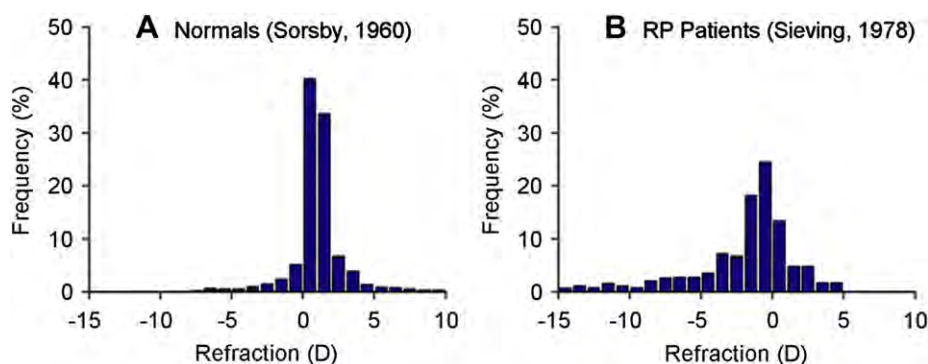 A Normals (Sorsby, 1960)
Frequency (%)
50
40
30
20
10
0
-15 -10 -5 0 5 10
Refraction (D)
B RP Patients (Sieving, 1978)
Frequency (%)
50
40
30
20
10
0
-15 -10 -5 0 5 10
Refraction (D)